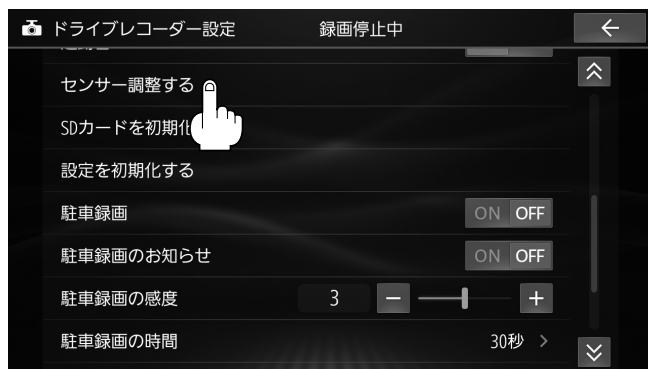 ドライブレコーダー設定 録画停止中
センサー調整する
SDカードを初期化
設定を初期化する
駐車録画 ON OFF
駐車録画のお知らせ ON OFF
駐車録画の感度 3
駐車録画の時間 30秒